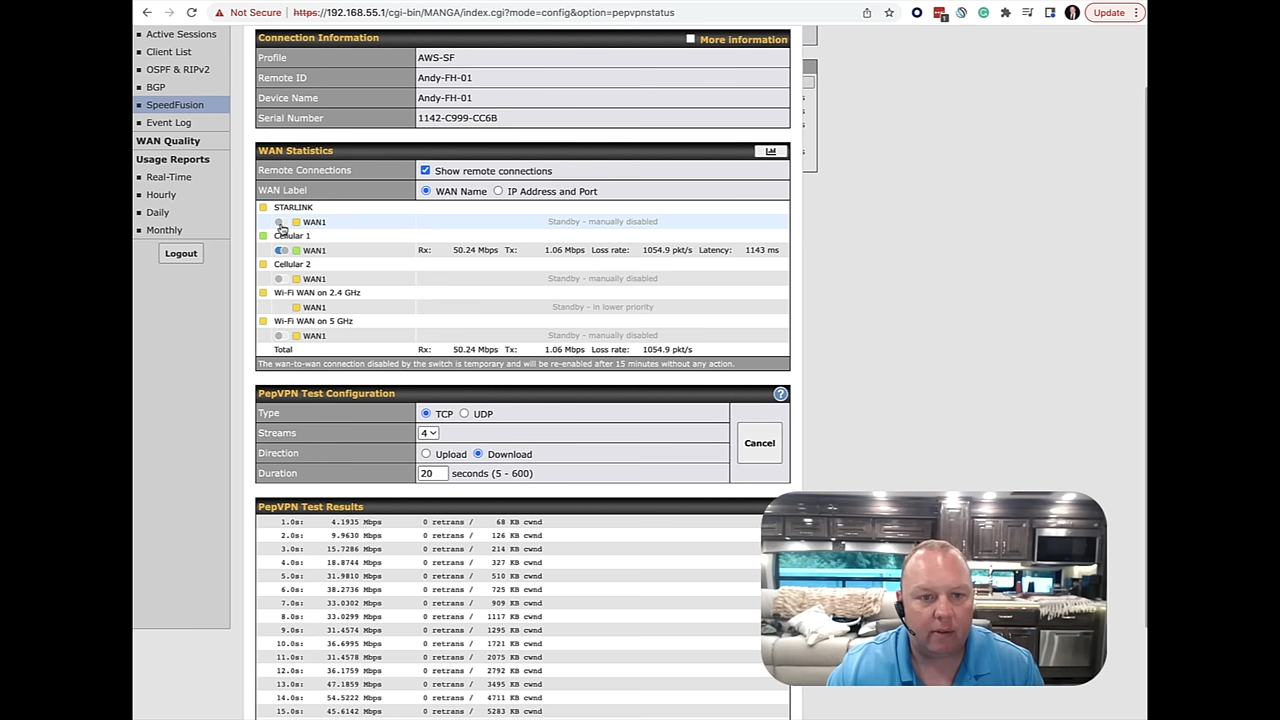 Not Secure https://192.168.55.1/cgi-bin/MANGA/index.cgi?mode=config&option=pepvpnstatus
1
Update
Active Sessions
Client List
OSPF & RIPv2
BGP
SpeedFusion
Event Log
WAN Quality
Usage Reports
Real-Time
Hourly
Daily
Monthly
Logout
Connection Information More information
Profile AWS-SF
Remote ID Andy-FH-01
Device Name Andy-FH-01
Serial Number 1142-C999-CC6B
WAN Statistics
Remote Connections Show remote connections
WAN Label WAN Name IP Address and Port
STARLINK
WAN1 Standby - manually disabled
Cellular 1
WAN1 Rx: 50.24 Mbps Tx: 1.06 Mbps Loss rate: 1054.9 pkt/s Latency: 1143 ms
Cellular 2
WAN1 Standby - manually disabled
Wi-Fi WAN on 2.4 GHz
WAN1 Standby - in lower priority
Wi-Fi WAN on 5 GHz
WAN1 Standby - manually disabled
Total Rx: 50.24 Mbps Tx: 1.06 Mbps Loss rate: 1054.9 pkt/s
The wan-to-wan connection disabled by the switch is temporary and will be re-enabled after 15 minutes without any action.
PepVPN Test Configuration ?
Type TCP UDP
Streams 4
Direction Upload Download
Duration 20 seconds (5 - 600)
Cancel
PepVPN Test Results
1.0s: 4.1935 Mbps 0 retrans / 68 KB cwnd
2.0s: 9.9630 Mbps 0 retrans / 126 KB cwnd
3.0s: 15.7286 Mbps 0 retrans / 214 KB cwnd
4.0s: 18.8744 Mbps 0 retrans / 327 KB cwnd
5.0s: 31.9810 Mbps 0 retrans / 510 KB cwnd
6.0s: 38.2736 Mbps 0 retrans / 725 KB cwnd
7.0s: 33.0302 Mbps 0 retrans / 909 KB cwnd
8.0s: 33.0299 Mbps 0 retrans / 1117 KB cwnd
9.0s: 31.4574 Mbps 0 retrans / 1295 KB cwnd
10.0s: 36.6995 Mbps 0 retrans / 1721 KB cwnd
11.0s: 31.4578 Mbps 0 retrans / 2075 KB cwnd
12.0s: 36.1759 Mbps 0 retrans / 2792 KB cwnd
13.0s: 47.1859 Mbps 0 retrans / 3495 KB cwnd
14.0s: 54.5222 Mbps 0 retrans / 4711 KB cwnd
15.0s: 45.6142 Mbps 0 retrans / 5283 KB cwnd